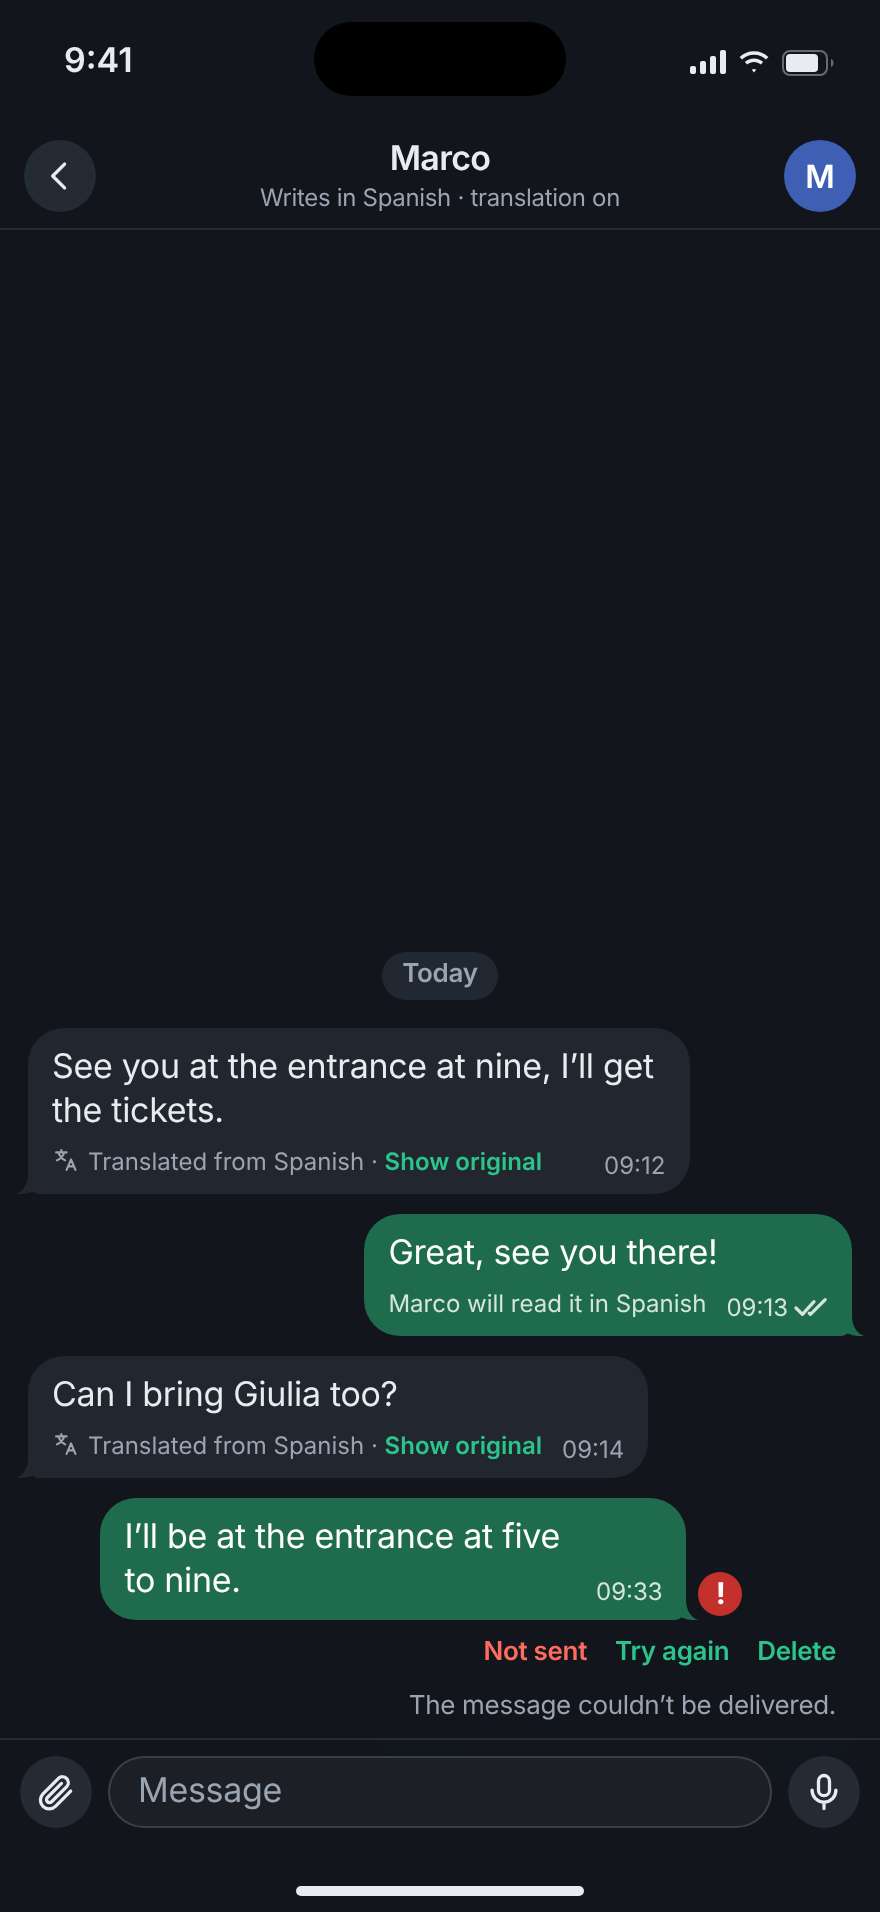 9:41
Marco
Writes in Spanish · translation on
M
Today
See you at the entrance at nine, I’ll get
the tickets.
Translated from Spanish · Show original 09:12
Great, see you there!
Marco will read it in Spanish 09:13
Can I bring Giulia too?
Translated from Spanish · Show original 09:14
I’ll be at the entrance at five
to nine. 09:33
Not sent Try again Delete
The message couldn’t be delivered.
Message